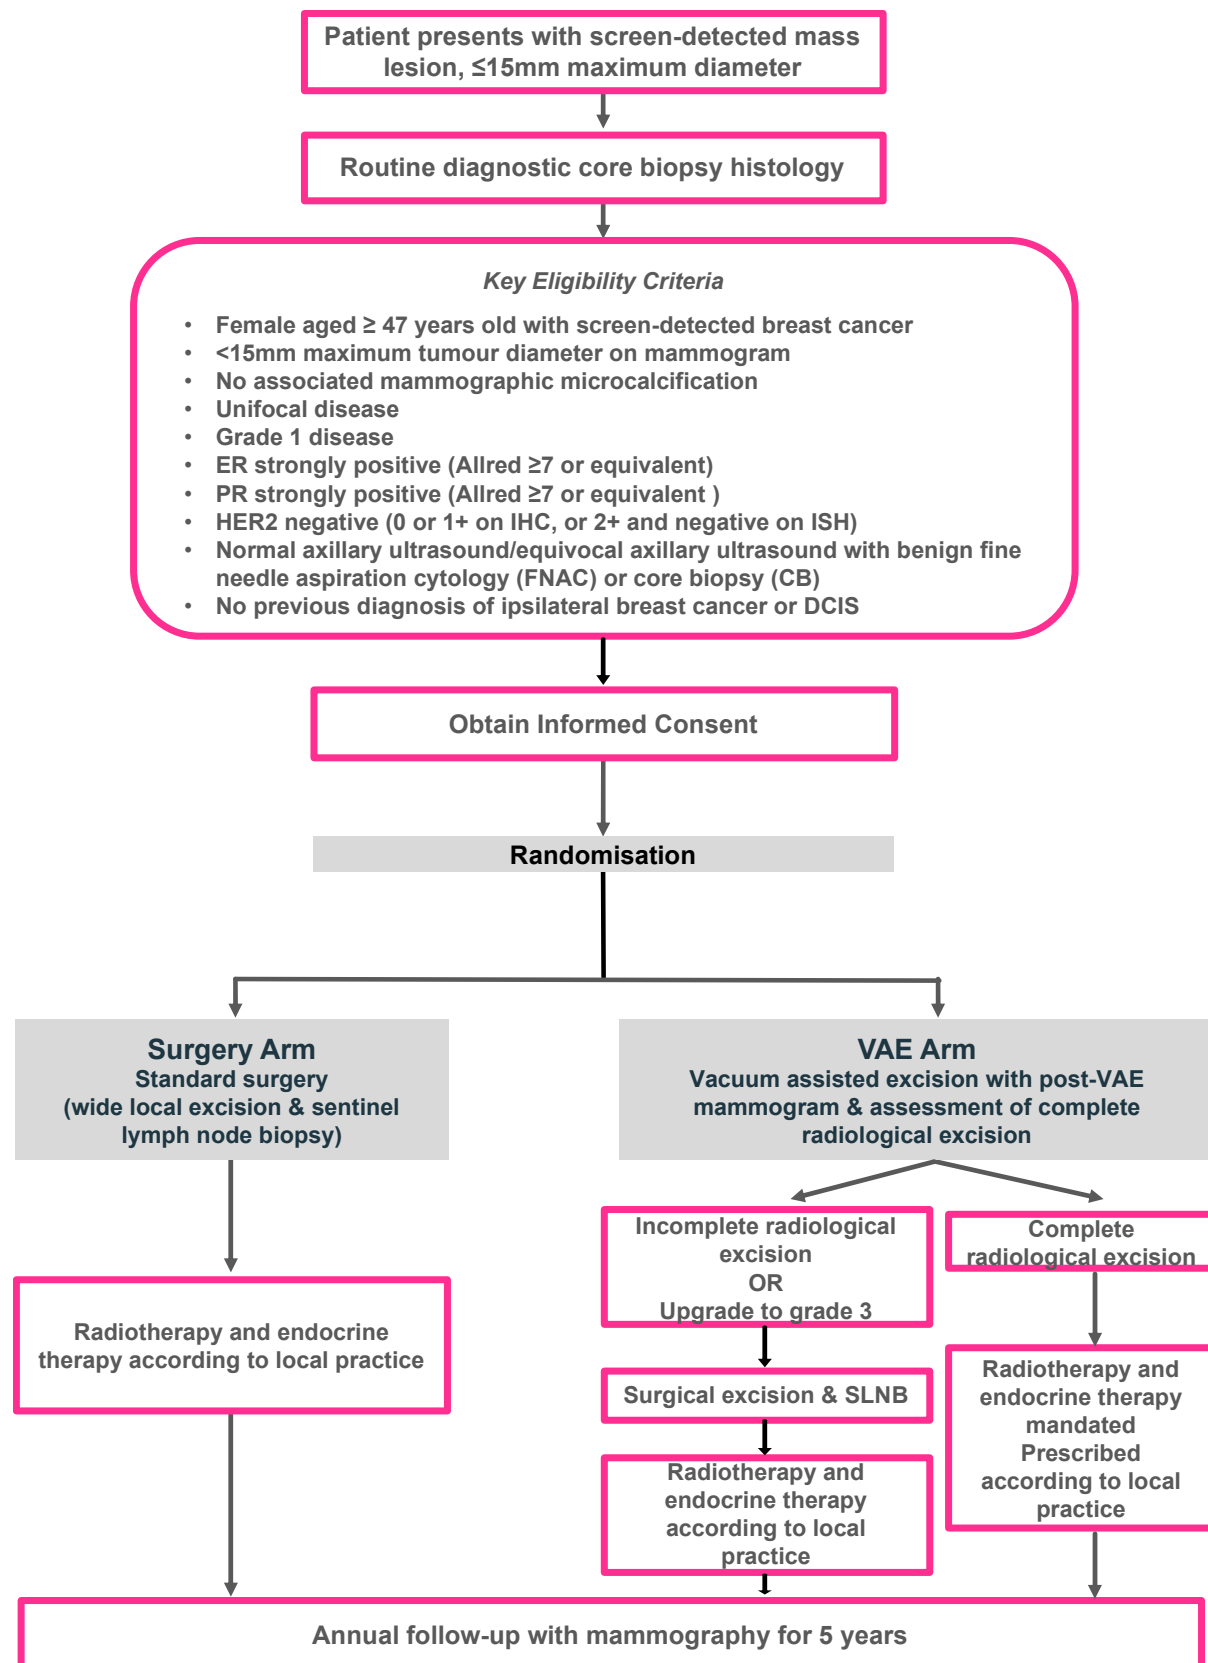 Patient presents with screen-detected mass
lesion, ≤15mm maximum diameter
Routine diagnostic core biopsy histology
Key Eligibility Criteria
• Female aged ≥ 47 years old with screen-detected breast cancer
• <15mm maximum tumour diameter on mammogram
• No associated mammographic microcalcification
• Unifocal disease
• Grade 1 disease
• ER strongly positive (Allred ≥7 or equivalent)
• PR strongly positive (Allred ≥7 or equivalent )
• HER2 negative (0 or 1+ on IHC, or 2+ and negative on ISH)
• Normal axillary ultrasound/equivocal axillary ultrasound with benign fine
needle aspiration cytology (FNAC) or core biopsy (CB)
• No previous diagnosis of ipsilateral breast cancer or DCIS
Obtain Informed Consent
Randomisation
Surgery Arm
Standard surgery
(wide local excision & sentinel
lymph node biopsy)
Radiotherapy and endocrine
therapy according to local practice
VAE Arm
Vacuum assisted excision with post-VAE
mammogram & assessment of complete
radiological excision
Incomplete radiological
excision
OR
Upgrade to grade 3
Surgical excision & SLNB
Radiotherapy and
endocrine therapy
according to local
practice
Complete
radiological excision
Radiotherapy and
endocrine therapy
mandated
Prescribed
according to local
practice
Annual follow-up with mammography for 5 years